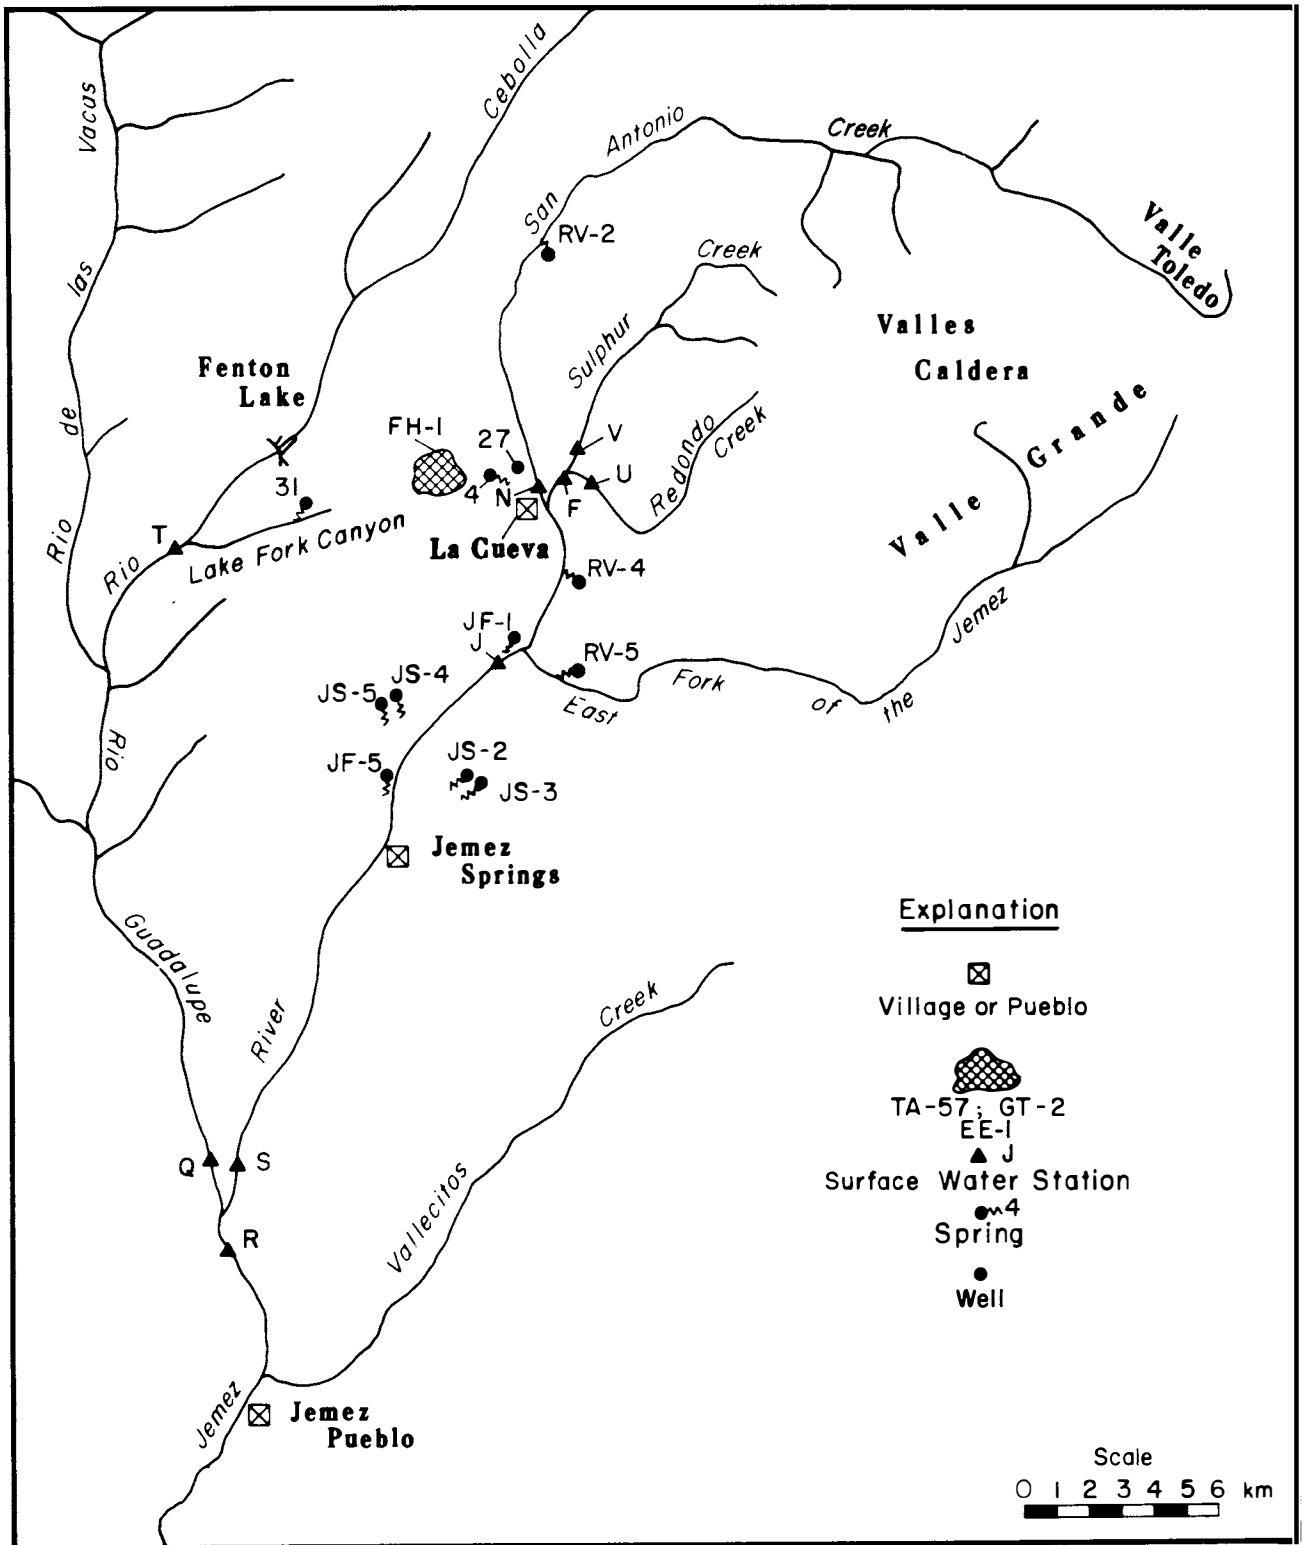 Vacas
Cebolla
San Antonio Creek
Valle
Toledo
RV-2
Creek
las
Sulphur
Valles
Caldera
Fenton
Lake
de
Valle Grande
FH-1
27
V
Redondo
Creek
31
4
N
U
F
T
Lake Fork Canyon
La Cueva
Rio
Rio
RV-4
JF-1
J
RV-5
Jemez
JS-4
JS-5
East Fork of the
Rio
JS-2
JF-5
JS-3
Jemez
Springs
Explanation
Guadalupe
Village or Pueblo
River
Creek
TA-57; GT-2
EE-1
J
Surface Water Station
4
Spring
Q
S
Vallecitos
R
Well
Jemez
Jemez
Pueblo
Scale
0 1 2 3 4 5 6 km